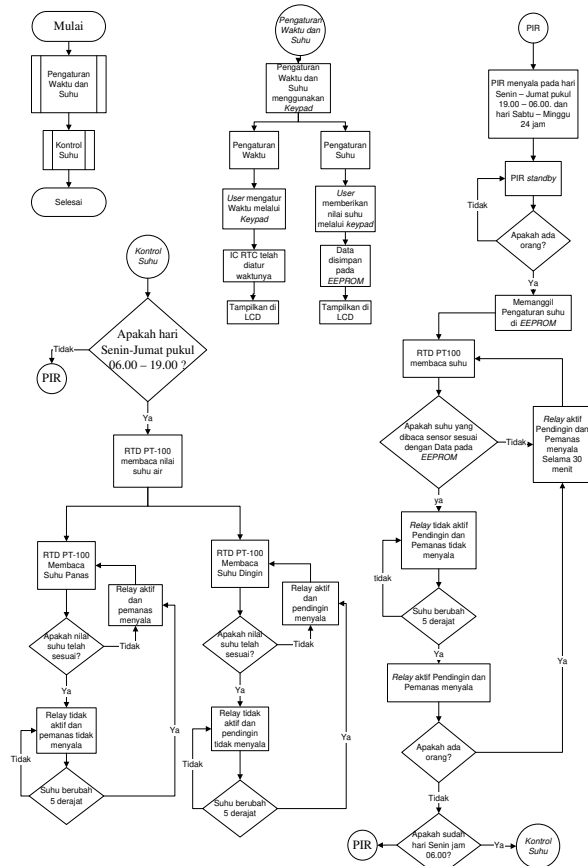 Mulai
Pengaturan
Waktu dan
Suhu
Kontrol
Suhu
Selesai
Pengaturan
Waktu dan
Suhu
Pengaturan
Waktu dan
Suhu
menggunakan
Keypad
Pengaturan
Waktu
User mengatur
Waktu melalui
Keypad
IC RTC telah
diatur
waktunya
Tampilkan di
LCD
Pengaturan
Suhu
User
memberikan
nilai suhu
melalui keypad
Data
disimpan
pada
EEPROM
Tampilkan di
LCD
Kontrol
Suhu
Apakah hari
Senin-Jumat pukul
06.00 – 19.00 ?
Tidak
PIR
Ya
RTD PT-100
membaca nilai
suhu air
RTD PT-100
Membaca
Suhu Panas
Relay aktif
dan
pemanas
menyala
Apakah nilai
suhu telah
sesuai?
Tidak
Ya
Relay tidak
aktif dan
pemanas tidak
menyala
Ya
Tidak
Suhu berubah
5 derajat
RTD PT-100
Membaca
Suhu Dingin
Relay aktif
dan
pendingin
menyala
Apakah nilai
suhu telah
sesuai?
Tidak
Ya
Relay tidak
aktif dan
pendingin
tidak menyala
Ya
Tidak
Suhu berubah
5 derajat
PIR
PIR menyala pada hari
Senin – Jumat pukul
19.00 – 06.00. dan
hari Sabtu – Minggu
24 jam
PIR standby
Tidak
Apakah ada
orang?
Ya
Memanggil
Pengaturan suhu
di EEPROM
RTD PT100
membaca suhu
Apakah suhu yang
dibaca sensor sesuai
dengan Data pada
EEPROM
Tidak
Relay aktif
Pendingin dan
Pemanas
menyala
Selama 30
menit
ya
Relay tidak aktif
Pendingin dan
Pemanas tidak
menyala
tidak
Suhu berubah
5 derajat
Ya
Relay aktif Pendingin dan
Pemanas menyala
Ya
Apakah ada
orang?
Tidak
PIR
Apakah sudah
hari Senin jam
06.00?
Ya
Kontrol
Suhu